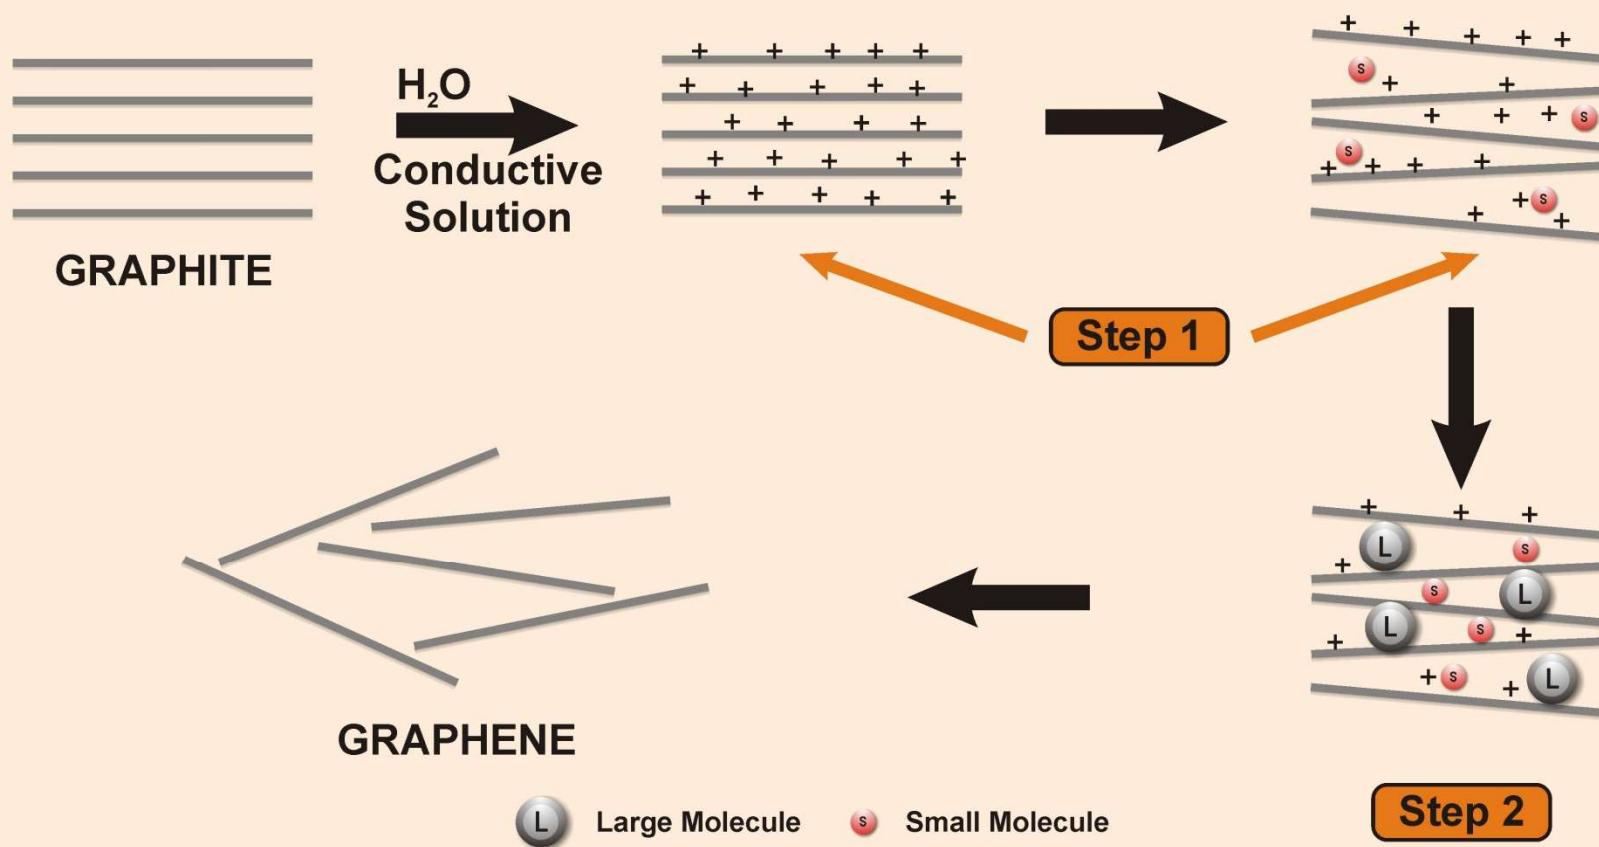 H₂O
Conductive
Solution
GRAPHITE
+ + + + +
+ + + + +
+ + + +
+ + + + +
+ + + + +
+ + + + +
S
+ +
+ + + S
S
+ + + +
+ S
+ +
Step 1
+ + +
L S
+
S L
L S +
+
+ S + L
GRAPHENE
L Large Molecule S Small Molecule
Step 2